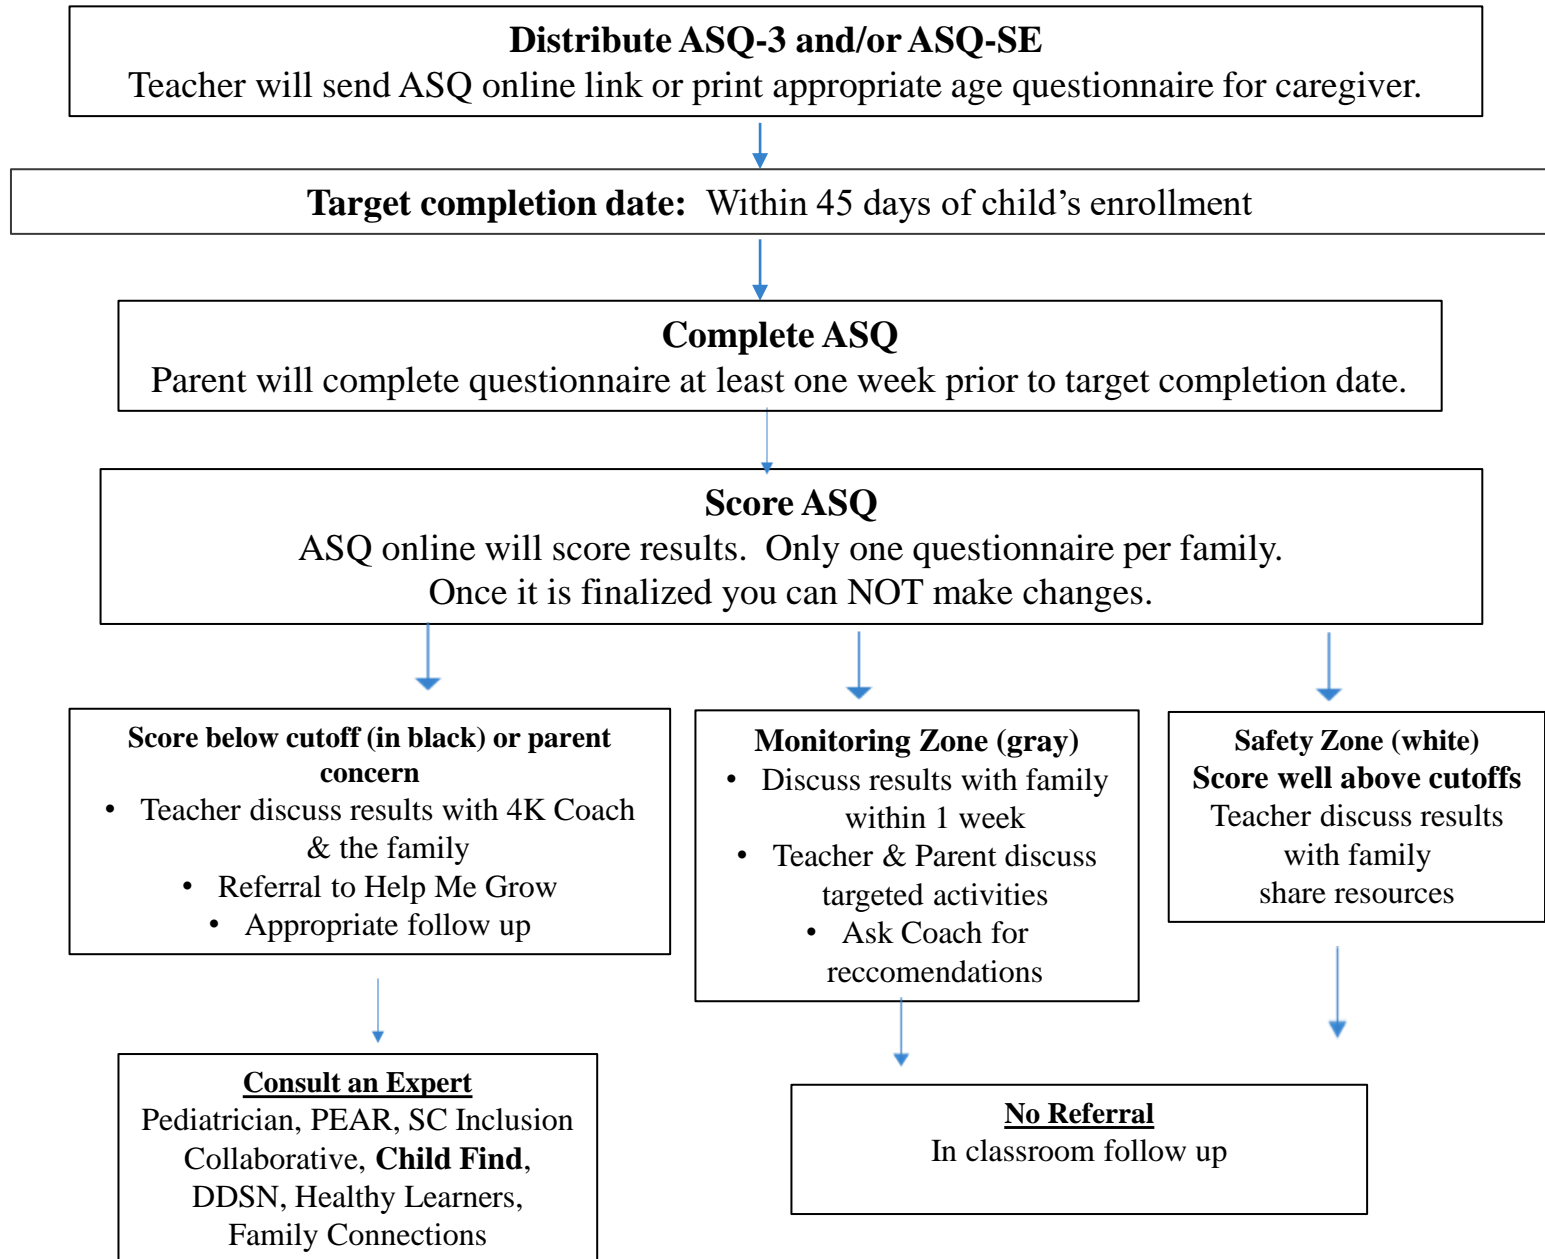 Distribute ASQ-3 and/or ASQ-SE
Teacher will send ASQ online link or print appropriate age questionnaire for caregiver.
Target completion date:  Within 45 days of child’s enrollment
Complete ASQ
Parent will complete questionnaire at least one week prior to target completion date.
Score ASQ
ASQ online will score results.  Only one questionnaire per family.
Once it is finalized you can NOT make changes.
Score below cutoff (in black) or parent
concern
• Teacher discuss results with 4K Coach
& the family
• Referral to Help Me Grow
• Appropriate follow up
Monitoring Zone (gray)
• Discuss results with family
within 1 week
• Teacher & Parent discuss
targeted activities
• Ask Coach for
reccomendations
Safety Zone (white)
Score well above cutoffs
Teacher discuss results
with family
share resources
Consult an Expert
Pediatrician, PEAR, SC Inclusion
Collaborative, Child Find,
DDSN, Healthy Learners,
Family Connections
No Referral
In classroom follow up